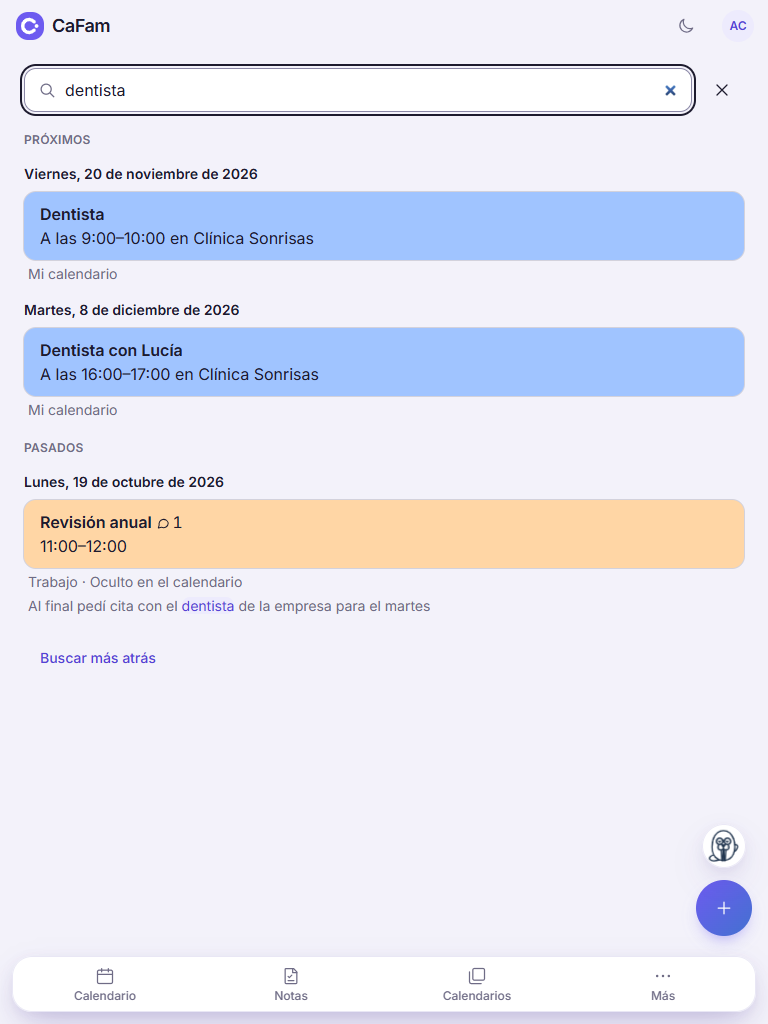 CaFam
AC
dentista
PRÓXIMOS
Viernes, 20 de noviembre de 2026
Dentista
A las 9:00–10:00 en Clínica Sonrisas
Mi calendario
Martes, 8 de diciembre de 2026
Dentista con Lucía
A las 16:00–17:00 en Clínica Sonrisas
Mi calendario
PASADOS
Lunes, 19 de octubre de 2026
Revisión anual 1
11:00–12:00
Trabajo · Oculto en el calendario
Al final pedí cita con el dentista de la empresa para el martes
Buscar más atrás
Calendario
Notas
Calendarios
Más